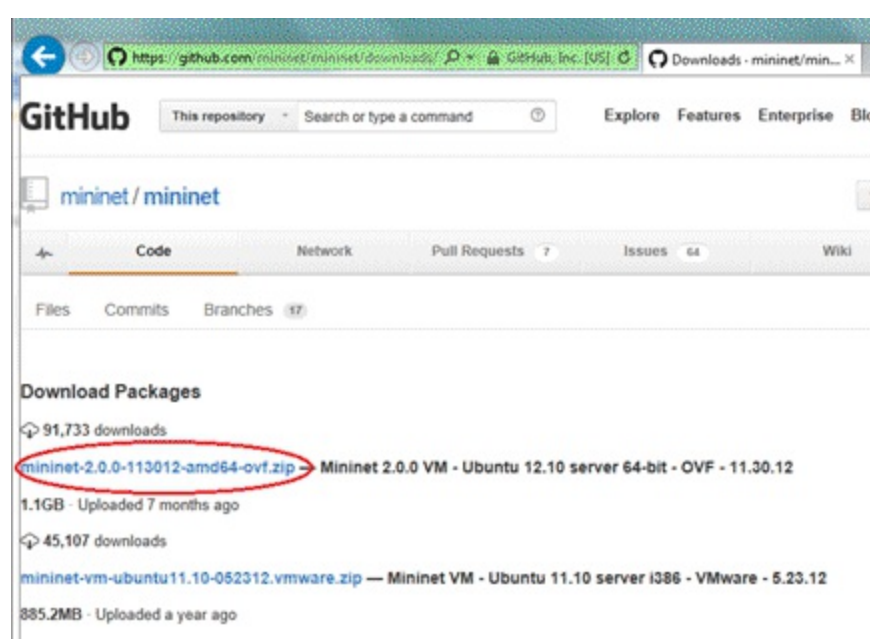 https://github.com/mininet/mininet/downloads/ GitHub, Inc. [US] Downloads - mininet/min...
GitHub This repository Search or type a command Explore Features Enterprise Blo
mininet / mininet
Code Network Pull Requests 7 Issues 64 Wiki
Files Commits Branches 17
Download Packages
91,733 downloads
mininet-2.0.0-113012-amd64-ovf.zip — Mininet 2.0.0 VM - Ubuntu 12.10 server 64-bit - OVF - 11.30.12
1.1GB · Uploaded 7 months ago
45,107 downloads
mininet-vm-ubuntu11.10-052312.vmware.zip — Mininet VM - Ubuntu 11.10 server i386 - VMware - 5.23.12
885.2MB · Uploaded a year ago